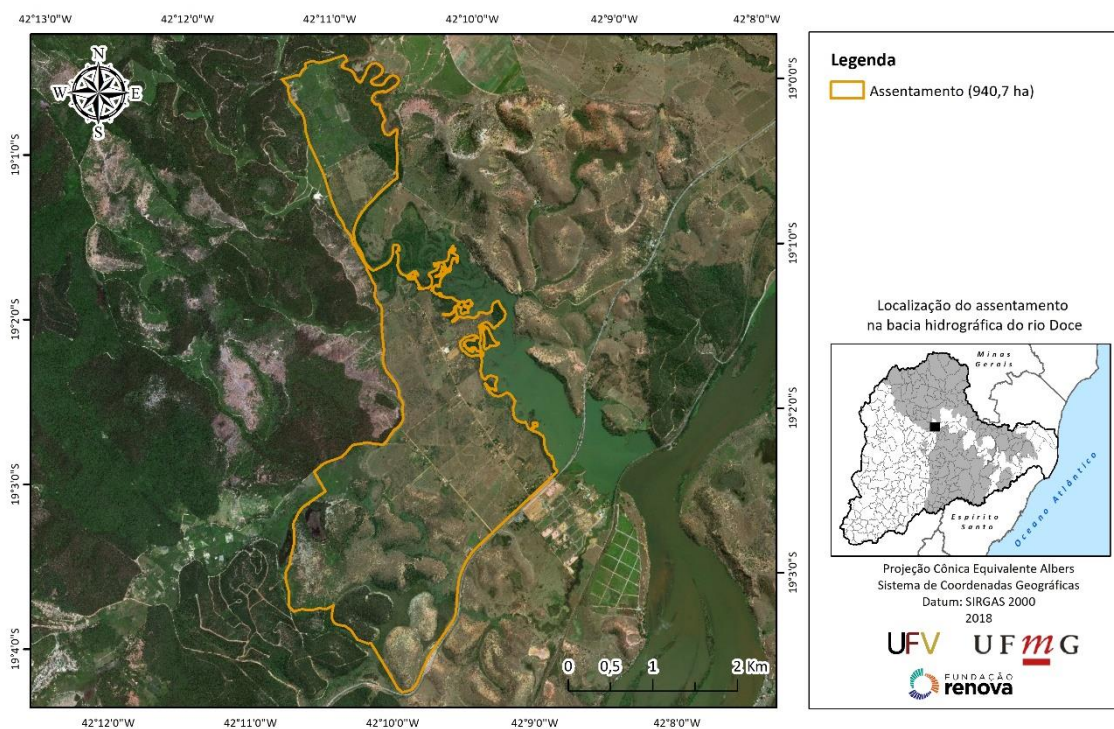 42°13'0"W 42°11'0"W 42°10'0"W 42°9'0"W 42°8'0"W
N
W E
S
19°1'0"S
19°2'0"S
19°3'0"S
19°4'0"S
19°0'0"S
19°1'0"S
19°2'0"S
19°3'0"S
0 0,5 1 2 Km
42°12'0"W 42°11'0"W 42°10'0"W 42°9'0"W 42°8'0"W
Legenda
Assentamento (940,7 ha)
Localização do assentamento
na bacia hidrográfica do rio Doce
Minas
Gerais
Espírito
Santo
Oceano Atlântico
Projeção Cônica Equivalente Albers
Sistema de Coordenadas Geográficas
Datum: SIRGAS 2000
2018
UFV UFmG
FUNDAÇÃO
renova